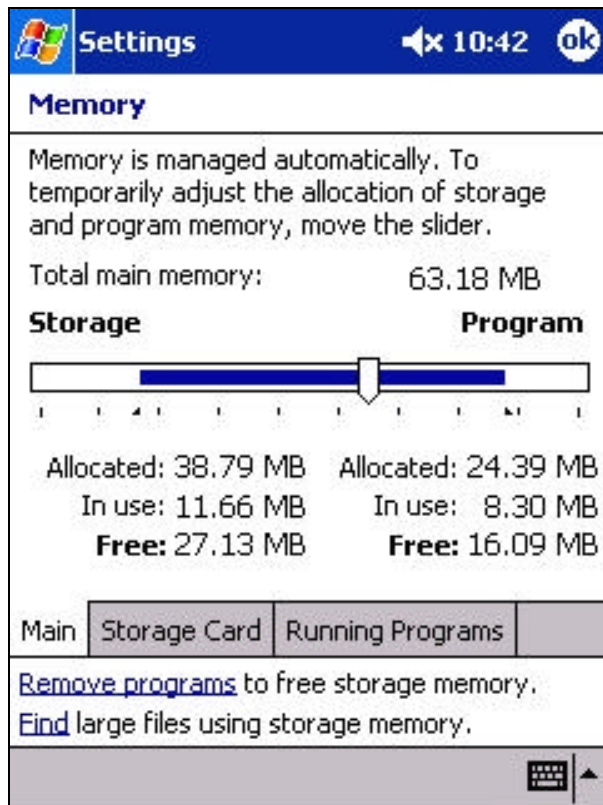 Settings 10:42 ok
Memory
Memory is managed automatically. To
temporarily adjust the allocation of storage
and program memory, move the slider.
Total main memory: 63.18 MB
Storage Program
Allocated: 38.79 MB Allocated: 24.39 MB
In use: 11.66 MB In use: 8.30 MB
Free: 27.13 MB Free: 16.09 MB
Main Storage Card Running Programs
Remove programs to free storage memory.
Find large files using storage memory.